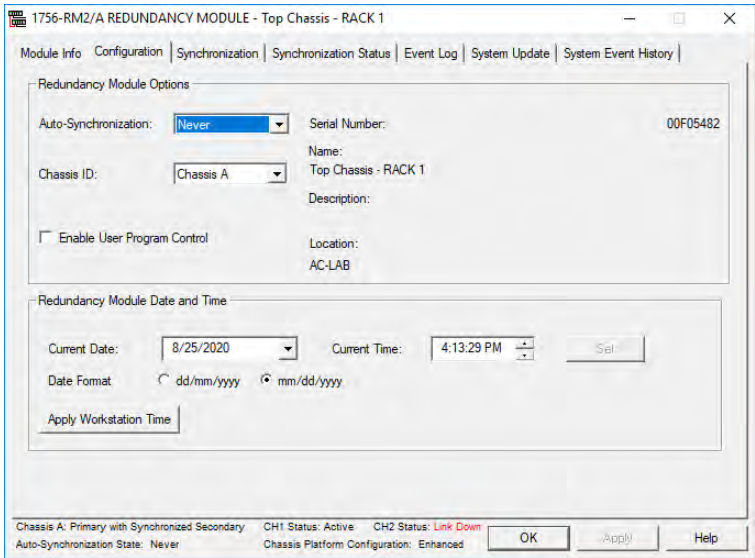 1756-RM2/A REDUNDANCY MODULE - Top Chassis - RACK 1
Module Info Configuration Synchronization Synchronization Status Event Log System Update System Event History
Redundancy Module Options
Auto-Synchronization: Never Serial Number: 00F05482
Name:
Chassis ID: Chassis A Top Chassis - RACK 1
Description:
Enable User Program Control
Location:
AC-LAB
Redundancy Module Date and Time
Current Date: 8/25/2020 Current Time: 4:13:29 PM Set
Date Format dd/mm/yyyy mm/dd/yyyy
Apply Workstation Time
Chassis A: Primary with Synchronized Secondary CH1 Status: Active CH2 Status: Link Down
OK Apply Help
Auto-Synchronization State: Never Chassis Platform Configuration: Enhanced